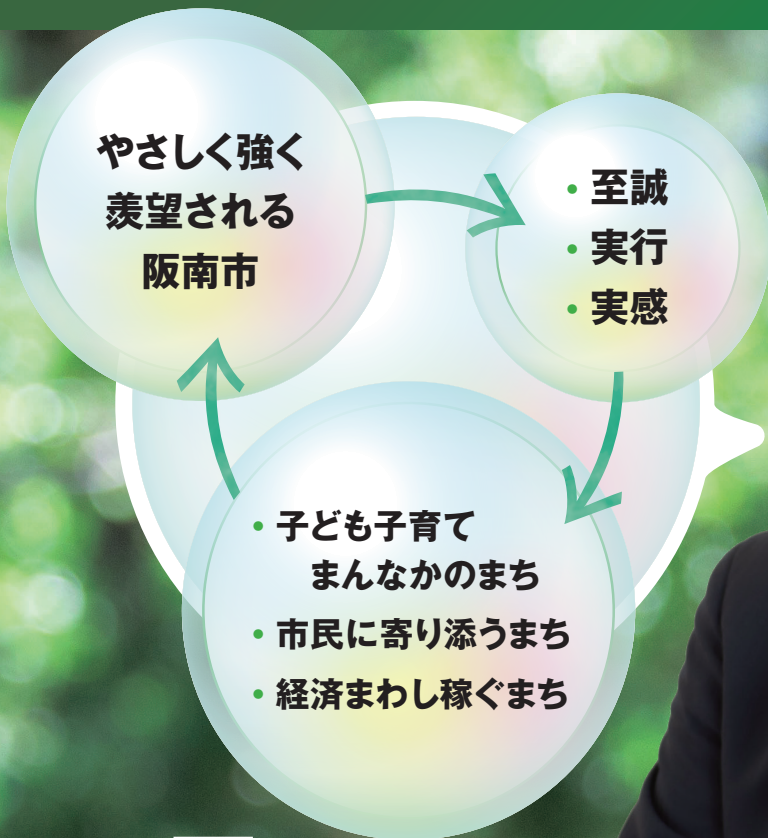 やさしく強く
羨望される
阪南市
・至誠
・実行
・実感
・子ども子育て
まんなかのまち
・市民に寄り添うまち
・経済まわし稼ぐまち